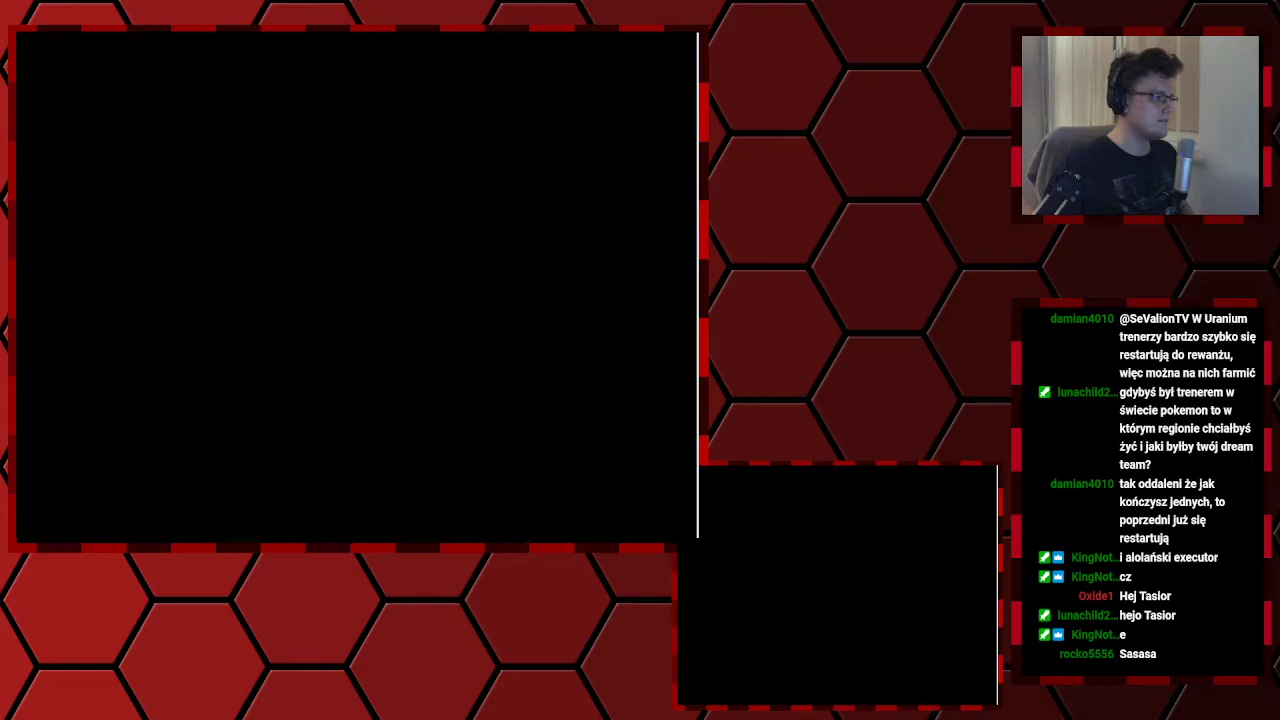 damian4010 @SeValionTV W Uranium
trenerzy bardzo szybko się
restartują do rewanżu,
więc można na nich farmić
lunachild2... gdybyś był trenerem w
świecie pokemon to w
którym regionie chciałbyś
żyć i jaki byłby twój dream
team?
damian4010 tak oddaleni że jak
kończysz jednych, to
poprzedni już się
restartują
KingNot... i alolański executor
KingNot... cz
Oxide1 Hej Tasior
lunachild2... hejo Tasior
KingNot... e
rocko5556 Sasasa